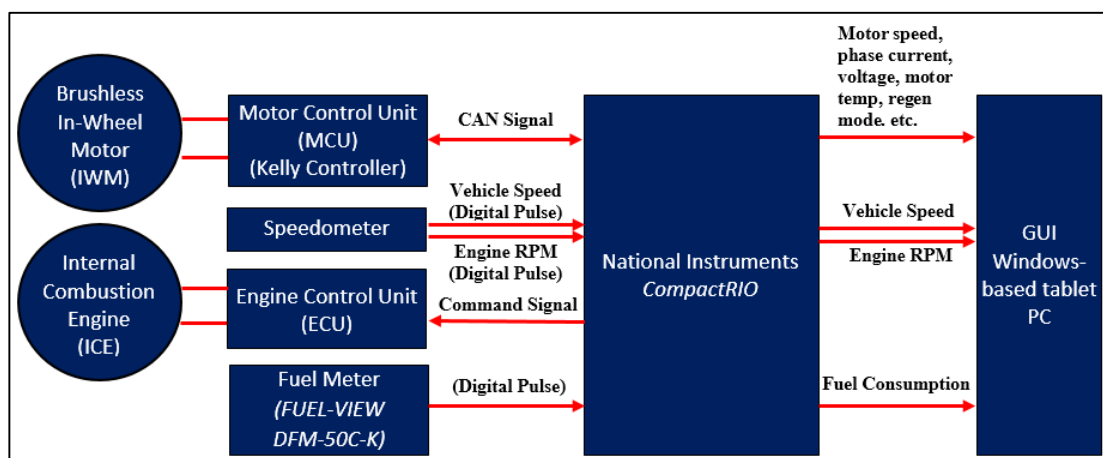 Brushless
In-Wheel
Motor
(IWM)
Motor Control Unit
(MCU)
(Kelly Controller)
CAN Signal
Motor speed,
phase current,
voltage, motor
temp, regen
mode. etc.
Speedometer
Vehicle Speed
(Digital Pulse)
Engine RPM
(Digital Pulse)
Internal
Combustion
Engine
(ICE)
Engine Control Unit
(ECU)
Command Signal
Fuel Meter
(FUEL-VIEW
DFM-50C-K)
(Digital Pulse)
National Instruments
CompactRIO
Vehicle Speed
Engine RPM
Fuel Consumption
GUI
Windows-
based tablet
PC